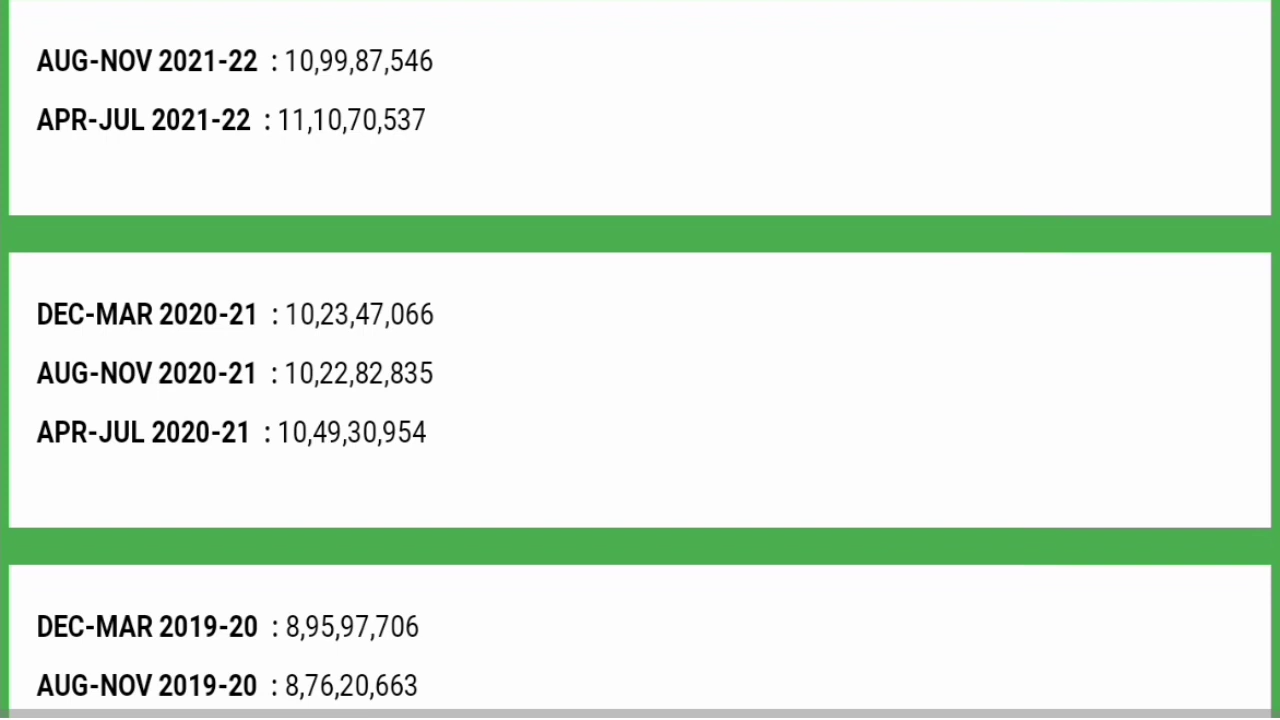 AUG-NOV 2021-22 : 10,99,87,546
APR-JUL 2021-22 : 11,10,70,537
DEC-MAR 2020-21 : 10,23,47,066
AUG-NOV 2020-21 : 10,22,82,835
APR-JUL 2020-21 : 10,49,30,954
DEC-MAR 2019-20 : 8,95,97,706
AUG-NOV 2019-20 : 8,76,20,663